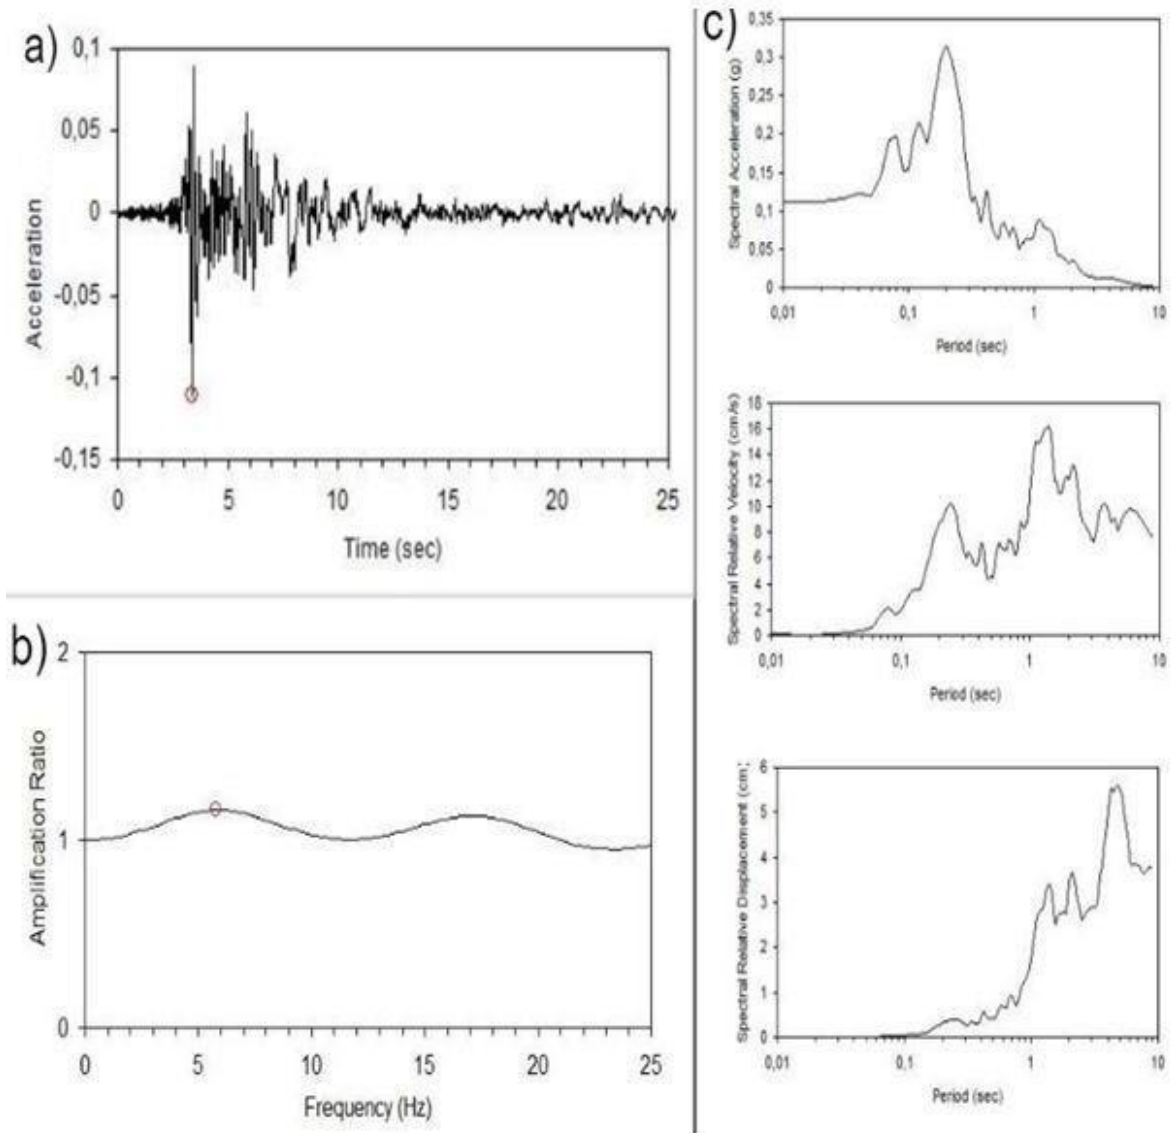 a)
0,1
0,05
0
-0,05
-0,1
-0,15
Acceleration
0 5 10 15 20 25
Time (sec)
b)
2
1
0
Amplification Ratio
0 5 10 15 20 25
Frequency (Hz)
c)
0,35
0,3
0,25
0,2
0,15
0,1
0,05
0
Spectral Acceleration (g)
0,01 0,1 1 10
Period (sec)
18
16
14
12
10
8
6
4
2
0
Spectral Relative Velocity (cm/s)
0,01 0,1 1 10
Period (sec)
6
5
4
3
2
1
0
Spectral Relative Displacement (cm;
0,01 0,1 1 10
Period (sec)